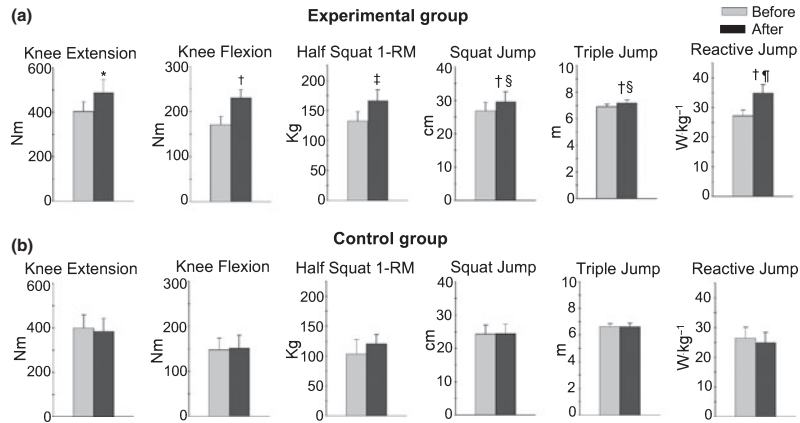 (a)
Experimental group
Before
After
Knee Extension
Knee Flexion
Half Squat 1-RM
Squat Jump
Triple Jump
Reactive Jump
600
400
200
0
Nm
*
300
200
100
0
Nm
†
200
150
100
50
0
Kg
‡
40
30
20
10
0
cm
†§
10
8
6
4
2
0
m
†§
40
30
20
10
0
W·kg⁻¹
†¶
(b)
Control group
Knee Extension
Knee Flexion
Half Squat 1-RM
Squat Jump
Triple Jump
Reactive Jump
600
400
200
0
Nm
300
200
100
0
Nm
200
150
100
50
0
Kg
40
30
20
10
0
cm
10
8
6
4
2
0
m
40
30
20
10
0
W·kg⁻¹